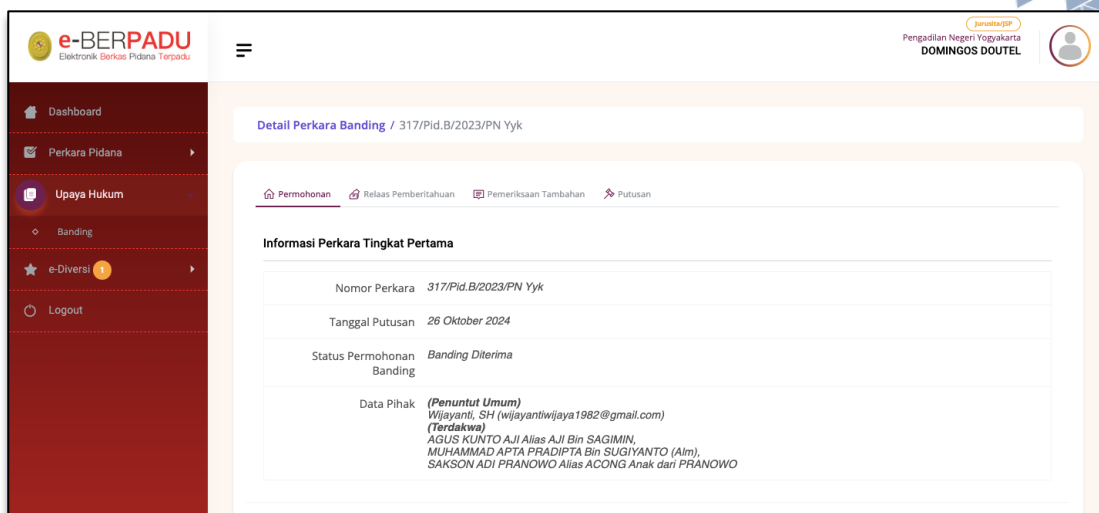 e-BERPADU
Elektronik Berkas Pidana Terpadu
Jurusita/JSP
Pengadilan Negeri Yogyakarta
DOMINGOS DOUTEL
Dashboard
Perkara Pidana
Upaya Hukum
Banding
e-Diversi 1
Logout
Detail Perkara Banding / 317/Pid.B/2023/PN Yyk
Permohonan Relaas Pemberitahuan Pemeriksaan Tambahan Putusan
Informasi Perkara Tingkat Pertama
Nomor Perkara 317/Pid.B/2023/PN Yyk
Tanggal Putusan 26 Oktober 2024
Status Permohonan Banding Diterima
Banding
Data Pihak (Penuntut Umum)
Wijayanti, SH (wijayantiwijaya1982@gmail.com)
(Terdakwa)
AGUS KUNTO AJI Alias AJI Bin SAGIMIN,
MUHAMMAD APTA PRADIPTA Bin SUGIYANTO (Alm),
SAKSON ADI PRANOWO Alias ACONG Anak dari PRANOWO